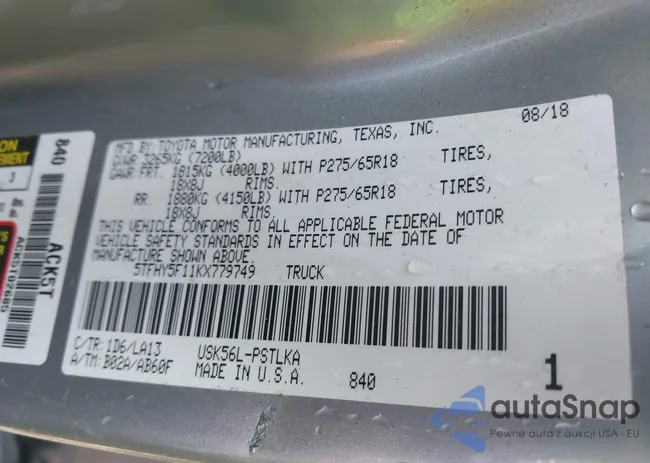 MFD. BY: TOYOTA MOTOR MANUFACTURING, TEXAS, INC. 08/18
GVWR 3265KG (7200LB)
GAWR FRT. 1815KG (4000LB) WITH P275/65R18 TIRES,
18X8J RIMS.
RR. 1880KG (4150LB) WITH P275/65R18 TIRES,
18X8J RIMS.
THIS VEHICLE CONFORMS TO ALL APPLICABLE FEDERAL MOTOR
VEHICLE SAFETY STANDARDS IN EFFECT ON THE DATE OF
MANUFACTURE SHOWN ABOVE.
5TFHY5F11KX779749 TRUCK
C/TR: 1D6/LA13 USK56L-PSTLKA
A/TM: B02A/AB60F MADE IN U.S.A. 840 1
840
ACK5T
ACK5T02685
autoSnap
Pewne auta z aukcji USA i EU